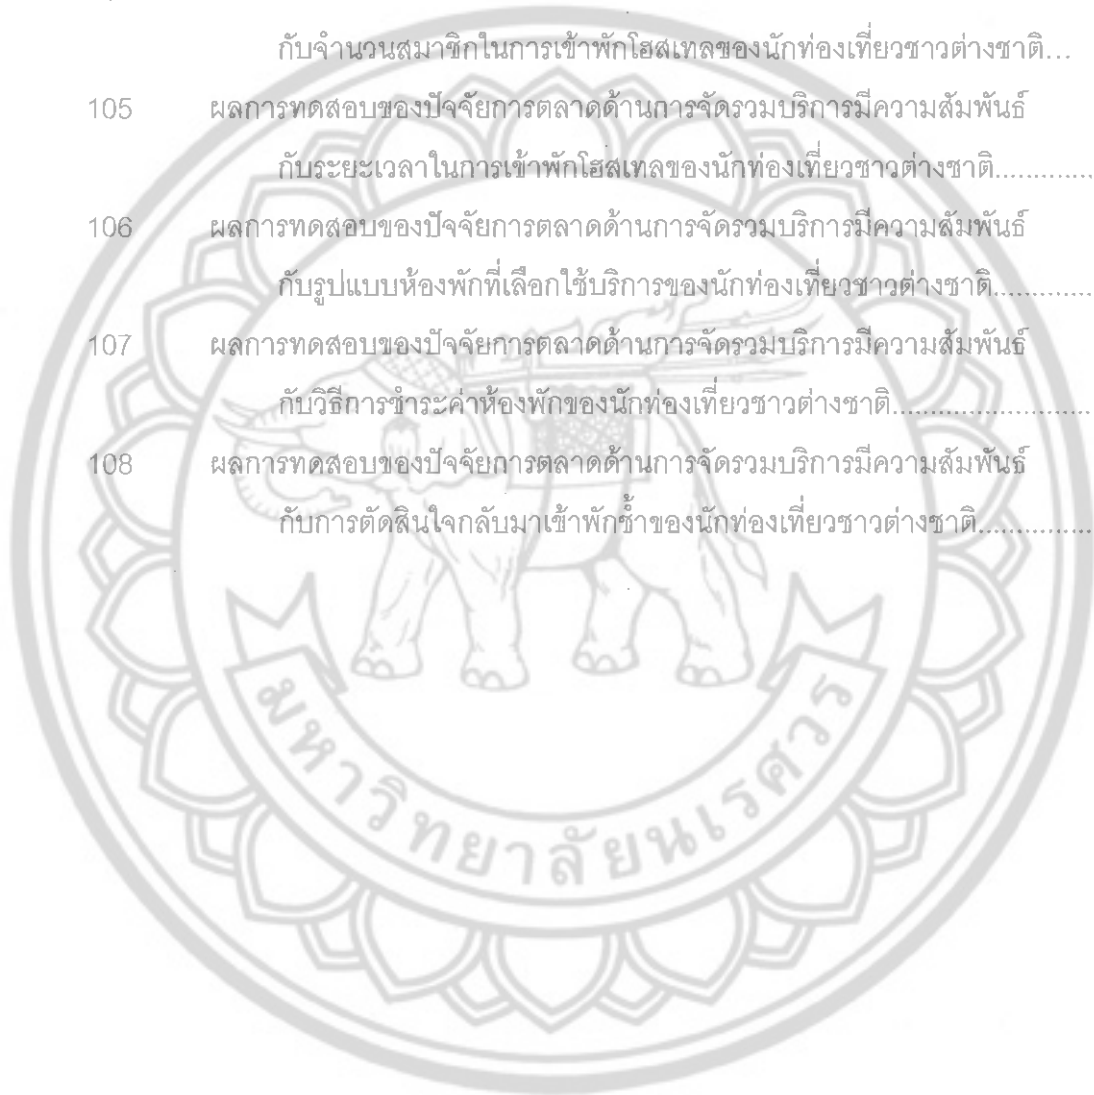 กับจำนวนสมาชิกในการเข้าพักโฮสเทลของนักท่องเที่ยวชาวต่างชาติ...
105 ผลการทดสอบของปัจจัยการตลาดด้านการจัดรวมบริการมีความสัมพันธ์
กับระยะเวลาในการเข้าพักโฮสเทลของนักท่องเที่ยวชาวต่างชาติ.............
106 ผลการทดสอบของปัจจัยการตลาดด้านการจัดรวมบริการมีความสัมพันธ์
กับรูปแบบห้องพักที่เลือกใช้บริการของนักท่องเที่ยวชาวต่างชาติ.............
107 ผลการทดสอบของปัจจัยการตลาดด้านการจัดรวมบริการมีความสัมพันธ์
กับวิธีการชำระค่าห้องพักของนักท่องเที่ยวชาวต่างชาติ..........................
108 ผลการทดสอบของปัจจัยการตลาดด้านการจัดรวมบริการมีความสัมพันธ์
กับการตัดสินใจกลับมาเข้าพักซ้ำของนักท่องเที่ยวชาวต่างชาติ...............
มหาวิทยาลัยนเรศวร